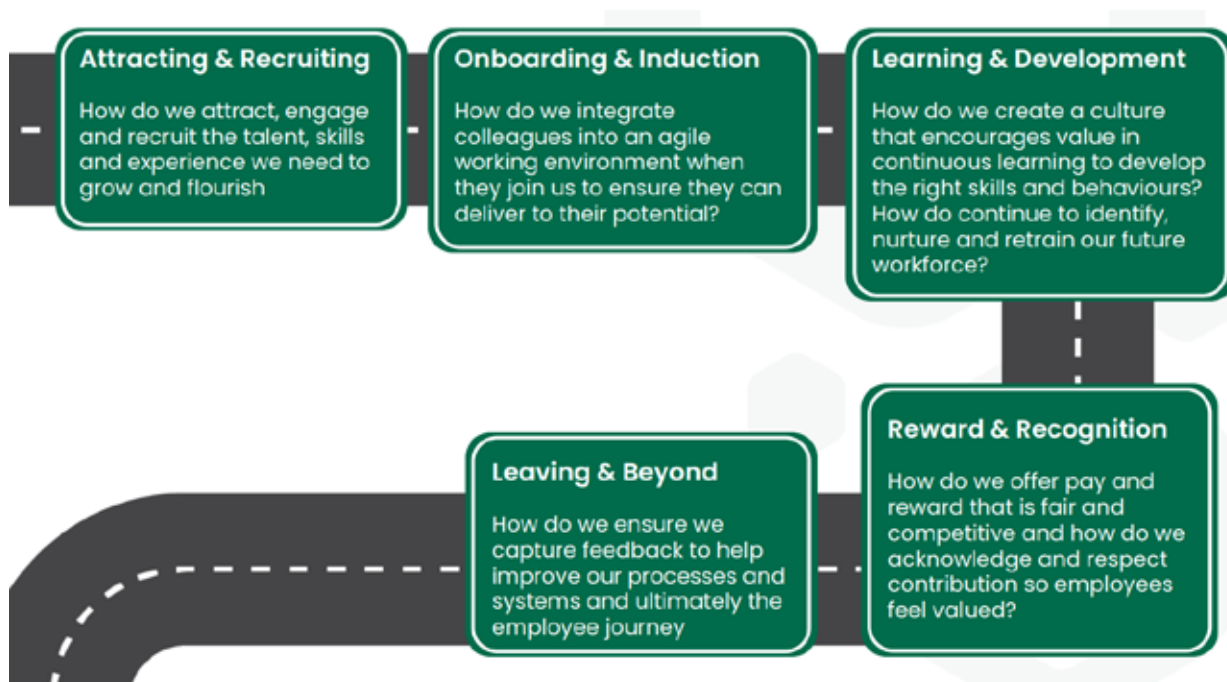 Attracting & Recruiting
How do we attract, engage
and recruit the talent, skills
and experience we need to
grow and flourish
Onboarding & Induction
How do we integrate
colleagues into an agile
working environment when
they join us to ensure they can
deliver to their potential?
Learning & Development
How do we create a culture
that encourages value in
continuous learning to develop
the right skills and behaviours?
How do continue to identify,
nurture and retrain our future
workforce?
Reward & Recognition
How do we offer pay and
reward that is fair and
competitive and how do we
acknowledge and respect
contribution so employees
feel valued?
Leaving & Beyond
How do we ensure we
capture feedback to help
improve our processes and
systems and ultimately the
employee journey